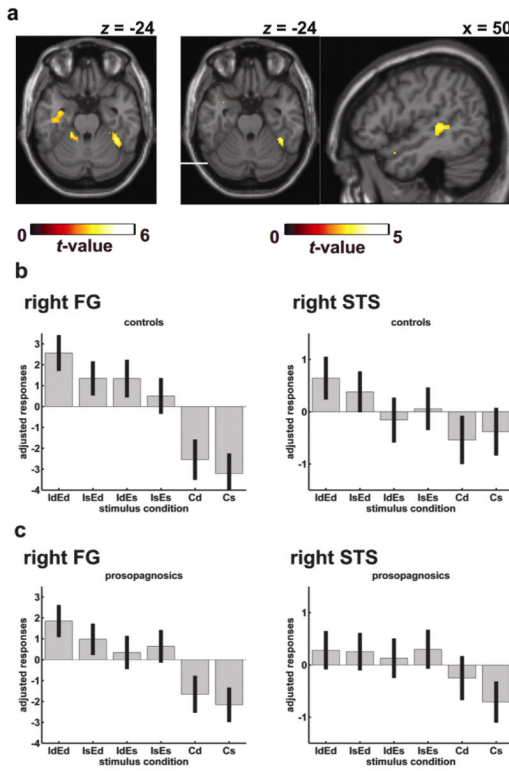 a
z = -24
z = -24
x = 50
0 6
t-value
0 5
t-value
b
right FG
right STS
controls
controls
adjusted responses
3
2
1
0
-1
-2
-3
-4
IdEd IsEd IdEs IsEs Cd Cs
stimulus condition
adjusted responses
1
0
-1
IdEd IsEd IdEs IsEs Cd Cs
stimulus condition
c
right FG
right STS
prosopagnosics
prosopagnosics
adjusted responses
3
2
1
0
-1
-2
-3
-4
IdEd IsEd IdEs IsEs Cd Cs
stimulus condition
adjusted responses
1
0
-1
IdEd IsEd IdEs IsEs Cd Cs
stimulus condition